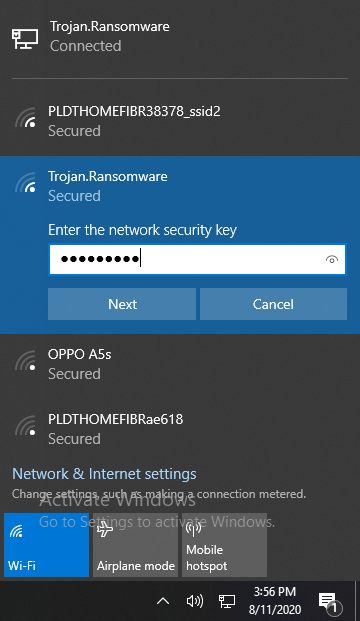 Trojan.Ransomware
Connected
PLDTHOMEFIBR38378_ssid2
Secured
Trojan.Ransomware
Secured
Enter the network security key
●●●●●●●●●
Next
Cancel
OPPO A5s
Secured
PLDTHOMEFIBRae618
Secured
Network & Internet settings
Change settings, such as making a connection metered.
Activate Windows
Go to Settings to activate Windows.
Wi-Fi
Airplane mode
Mobile
hotspot
3:56 PM
8/11/2020
1